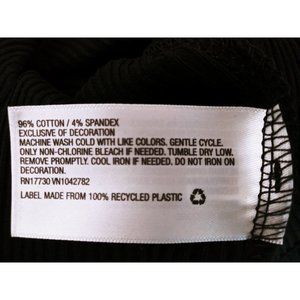 96% COTTON / 4% SPANDEX
EXCLUSIVE OF DECORATION
MACHINE WASH COLD WITH LIKE COLORS. GENTLE CYCLE.
ONLY NON-CHLORINE BLEACH IF NEEDED. TUMBLE DRY LOW.
REMOVE PROMPTLY. COOL IRON IF NEEDED. DO NOT IRON ON
DECORATION.
RN17730 VN1042782
LABEL MADE FROM 100% RECYCLED PLASTIC